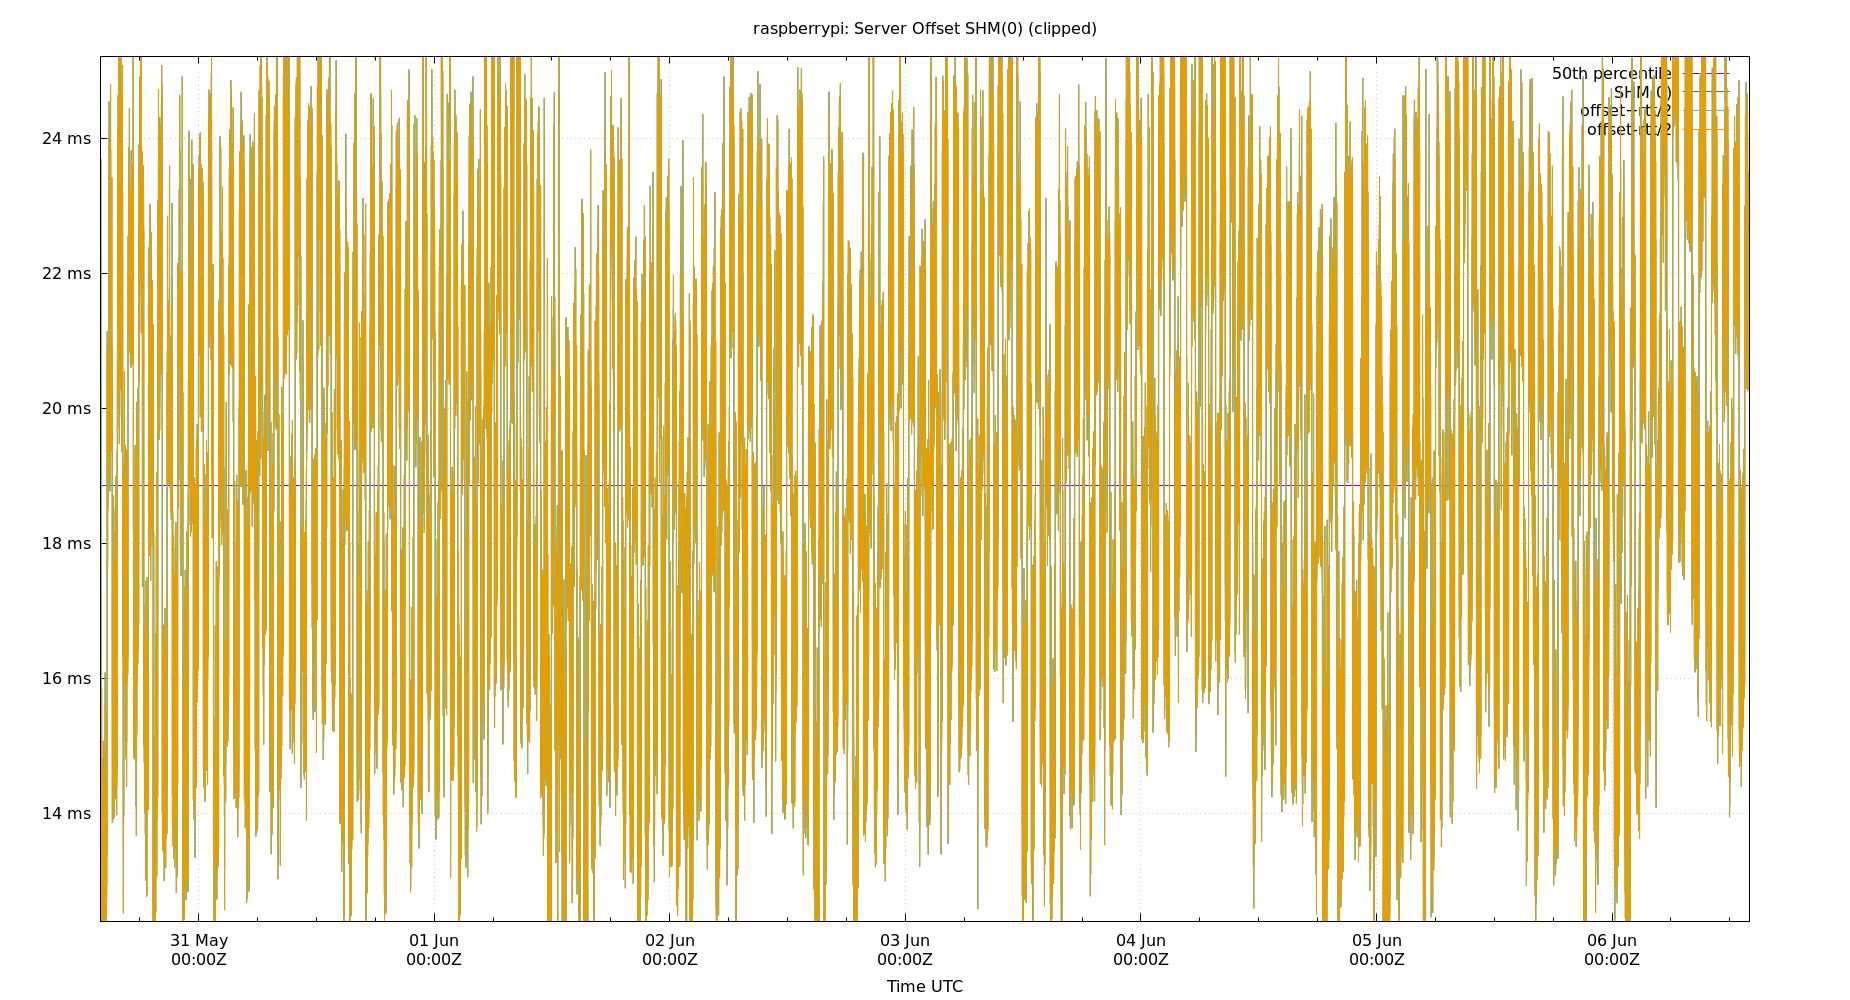 raspberrypi: Server Offset SHM(0) (clipped)
50th percentile
SHM(0)
offset+rtt/2
offset-rtt/2
24 ms
22 ms
20 ms
18 ms
16 ms
14 ms
31 May 01 Jun 02 Jun 03 Jun 04 Jun 05 Jun 06 Jun
00:00Z 00:00Z 00:00Z 00:00Z 00:00Z 00:00Z 00:00Z
Time UTC